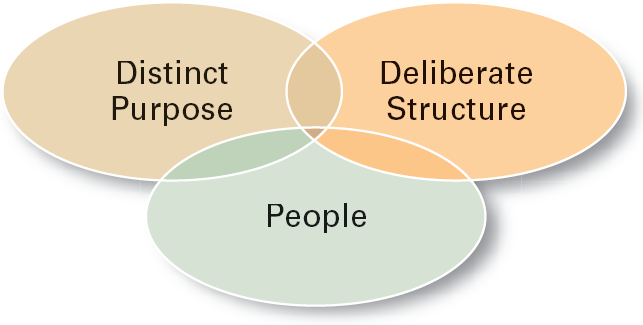 Distinct
Purpose
Deliberate
Structure
People